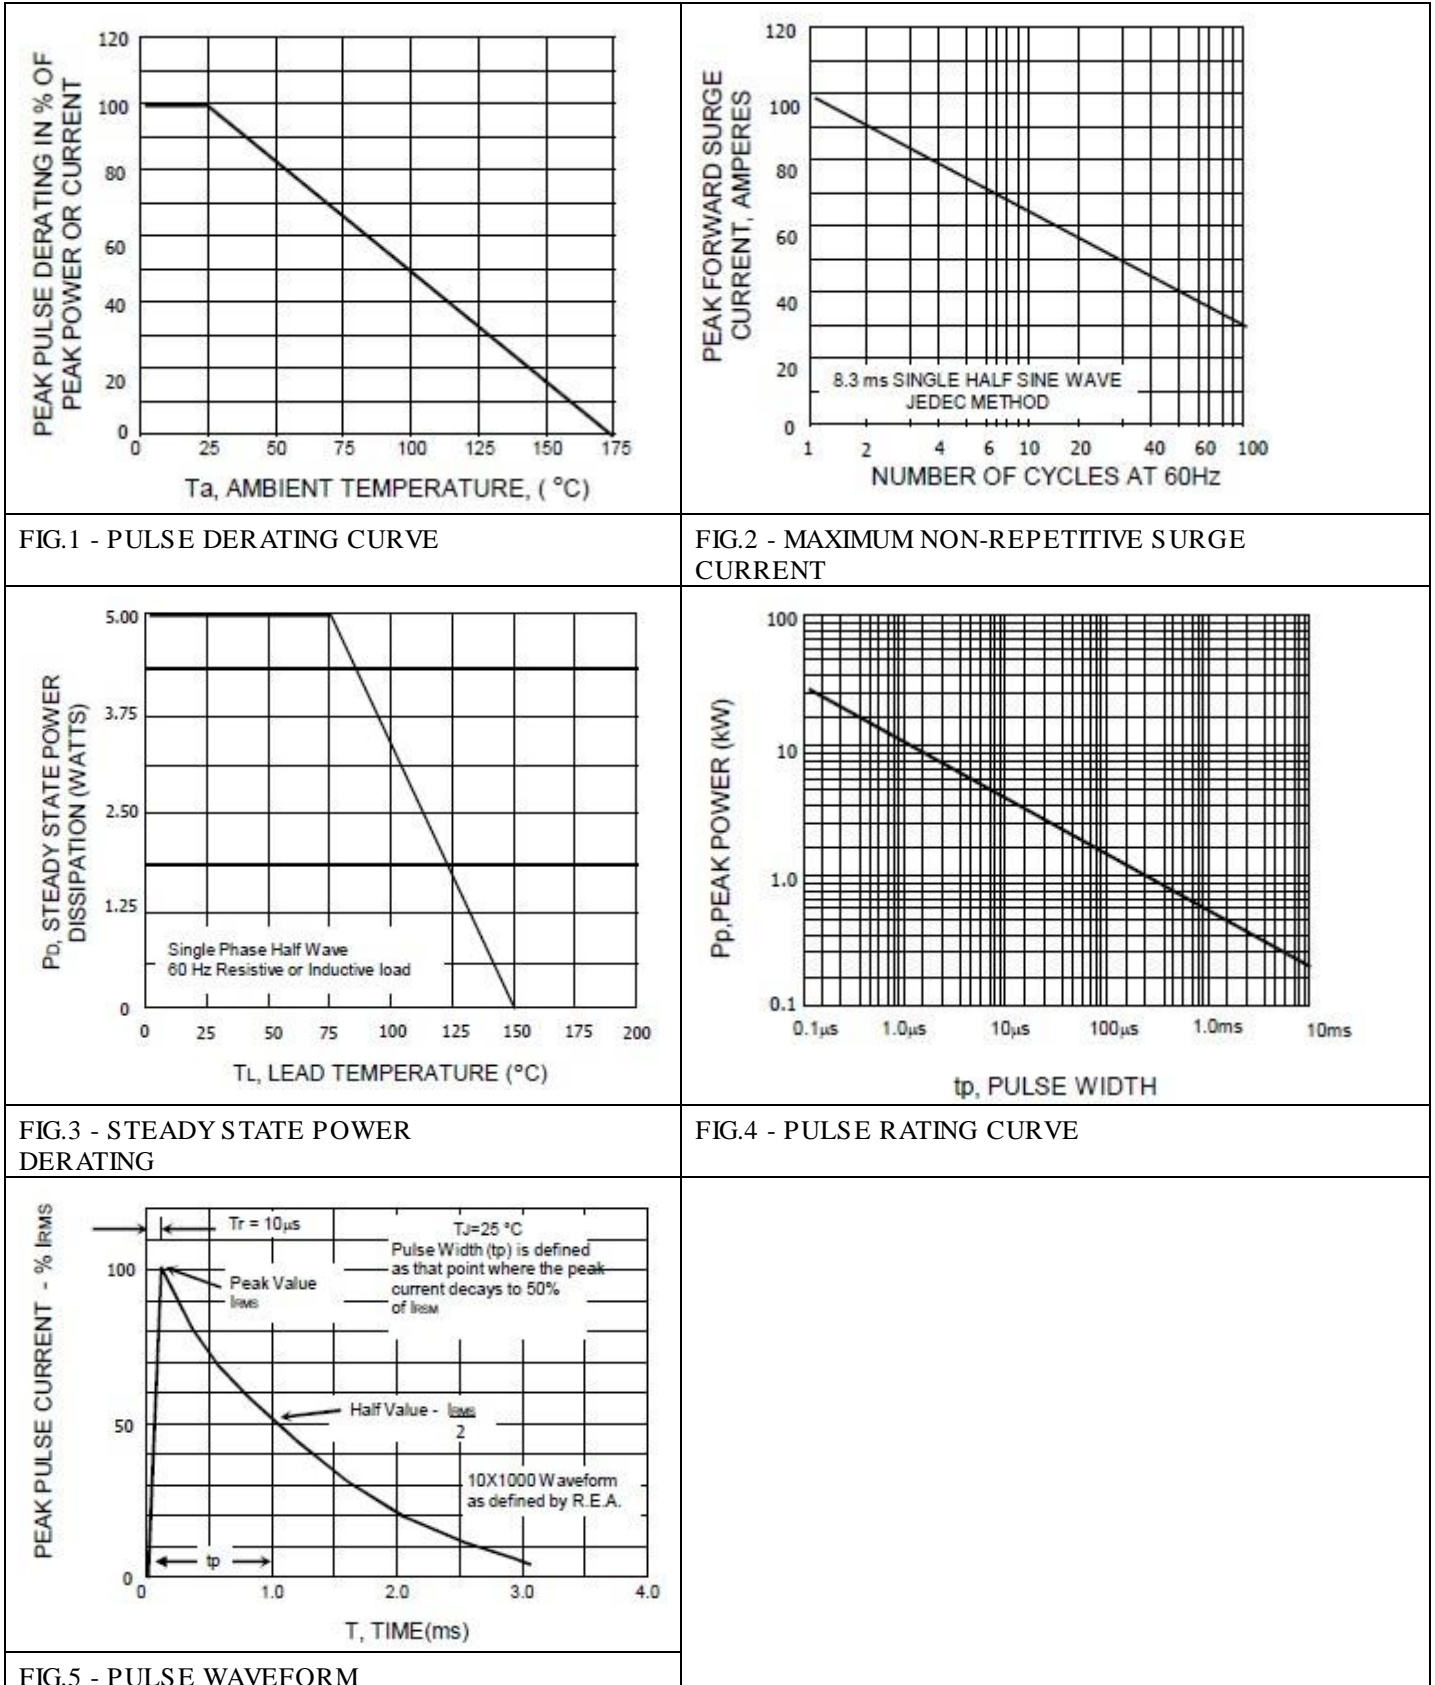 PEAK PULSE DERATING IN % OF
PEAK POWER OR CURRENT
120
100
80
60
40
20
0
0 25 50 75 100 125 150 175
Ta, AMBIENT TEMPERATURE, ( °C)
FIG.1 - PULSE DERATING CURVE
PEAK FORWARD SURGE
CURRENT, AMPERES
120
100
80
60
40
20
0
8.3 ms SINGLE HALF SINE WAVE
JEDEC METHOD
1 2 4 6 10 20 40 60 100
NUMBER OF CYCLES AT 60Hz
FIG.2 - MAXIMUM NON-REPETITIVE SURGE
CURRENT
PD, STEADY STATE POWER
DISSIPATION (WATTS)
5.00
3.75
2.50
1.25
0
Single Phase Half Wave
60 Hz Resistive or Inductive load
0 25 50 75 100 125 150 175 200
TL, LEAD TEMPERATURE (°C)
FIG.3 - STEADY STATE POWER
DERATING
Pp,PEAK POWER (kW)
100
10
1.0
0.1
0.1µs 1.0µs 10µs 100µs 1.0ms 10ms
tp, PULSE WIDTH
FIG.4 - PULSE RATING CURVE
PEAK PULSE CURRENT - % IRMS
100
50
0
Tr = 10µs
Peak Value
IRMS
TJ=25 °C
Pulse Width (tp) is defined
as that point where the peak
current decays to 50%
of IRSM
Half Value - IRMS
2
10X1000 Waveform
as defined by R.E.A.
tp
0 1.0 2.0 3.0 4.0
T, TIME(ms)
FIG.5 - PULSE WAVEFORM